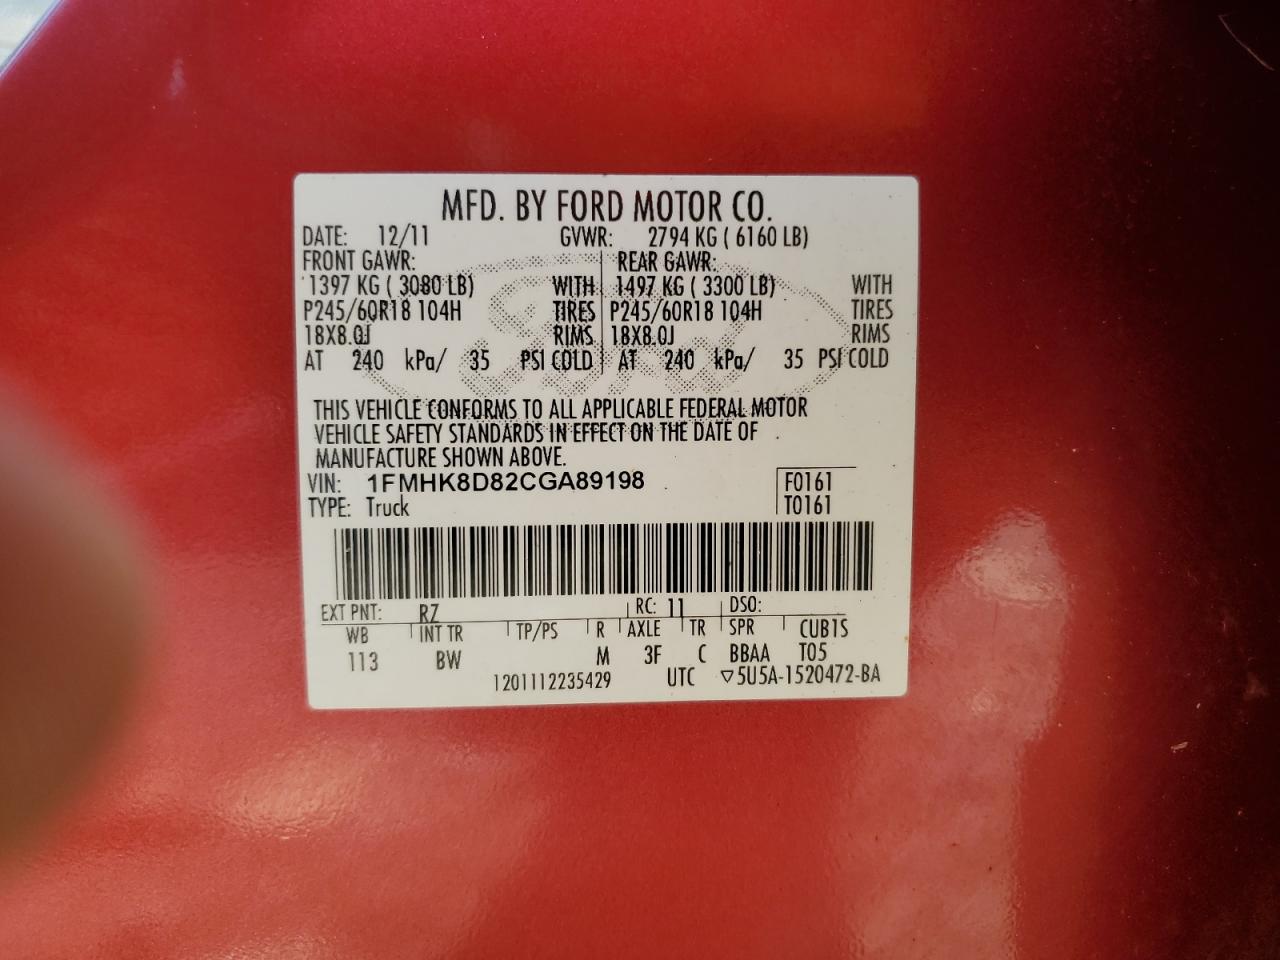 MFD. BY FORD MOTOR CO.
DATE: 12/11 GVWR: 2794 KG ( 6160 LB)
FRONT GAWR: REAR GAWR:
1397 KG ( 3080 LB) WITH 1497 KG ( 3300 LB) WITH
P245/60R18 104H TIRES P245/60R18 104H TIRES
18X8.0J RIMS 18X8.0J RIMS
AT 240 kPa/ 35 PSI COLD AT 240 kPa/ 35 PSI COLD
THIS VEHICLE CONFORMS TO ALL APPLICABLE FEDERAL MOTOR
VEHICLE SAFETY STANDARDS IN EFFECT ON THE DATE OF
MANUFACTURE SHOWN ABOVE.
VIN: 1FMHK8D82CGA89198 F0161
TYPE: Truck T0161
EXT PNT: RZ RC: 11 DSO:
WB INT TR TP/PS R AXLE TR SPR CUB1S
113 BW M 3F C BBAA T05
1201112235429 UTC ▽5U5A-1520472-BA